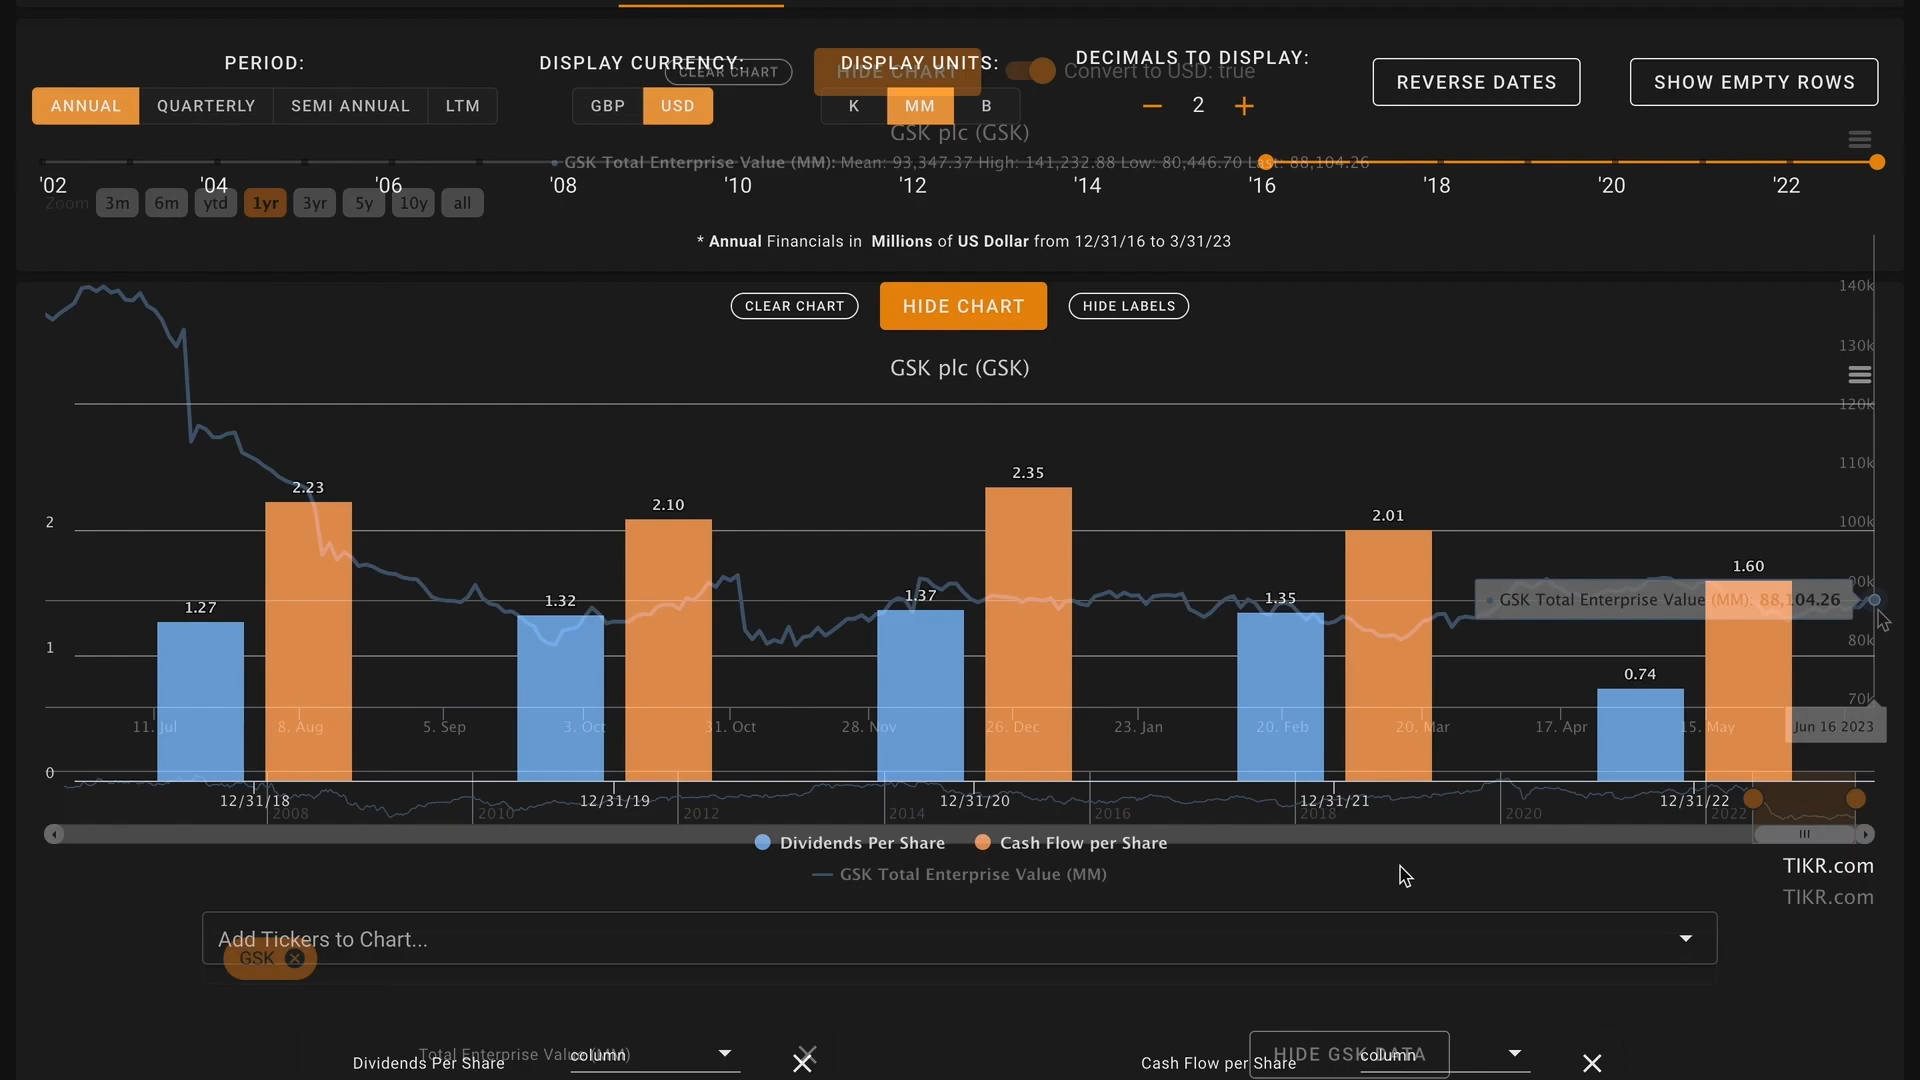 PERIOD:
DISPLAY CURRENCY:
DISPLAY UNITS:
DECIMALS TO DISPLAY:
CLEAR CHART
HIDE CHART
Convert to USD: true
REVERSE DATES
SHOW EMPTY ROWS
ANNUAL QUARTERLY SEMI ANNUAL LTM
GBP USD
K MM B
− 2 +
GSK plc (GSK)
GSK Total Enterprise Value (MM): Mean: 93,347.37 High: 141,232.88 Low: 80,446.70 Last: 88,104.26
'02 '04 '06 '08 '10 '12 '14 '16 '18 '20 '22
Zoom 3m 6m ytd 1yr 3yr 5y 10y all
* Annual Financials in Millions of US Dollar from 12/31/16 to 3/31/23
CLEAR CHART HIDE CHART HIDE LABELS
GSK plc (GSK)
140k
130k
120k
110k
100k
90k
80k
70k
2
1
0
1.27 2.23
1.32 2.10
1.37 2.35
1.35 2.01
0.74 1.60
GSK Total Enterprise Value (MM): 88,104.26
11. Jul 8. Aug 5. Sep 3. Oct 31. Oct 28. Nov 26. Dec 23. Jan 20. Feb 20. Mar 17. Apr 15. May Jun 16 2023
12/31/18 12/31/19 12/31/20 12/31/21 12/31/22
2008 2010 2012 2014 2016 2018 2020 2022
Dividends Per Share Cash Flow per Share
GSK Total Enterprise Value (MM)
TIKR.com
TIKR.com
Add Tickers to Chart...
GSK
Total Enterprise Value (MM)
HIDE GSK DATA
Dividends Per Share column
Cash Flow per Share column